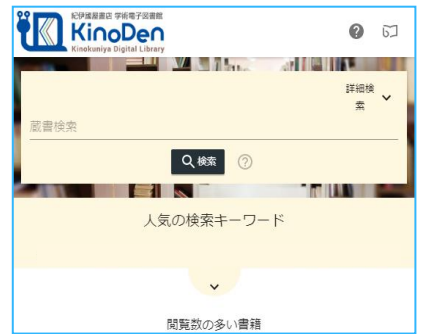 紀伊國屋書店 学術電子図書館
KinoDen
Kinokuniya Digital Library
詳細検
索
蔵書検索
検索
人気の検索キーワード
閲覧数の多い書籍